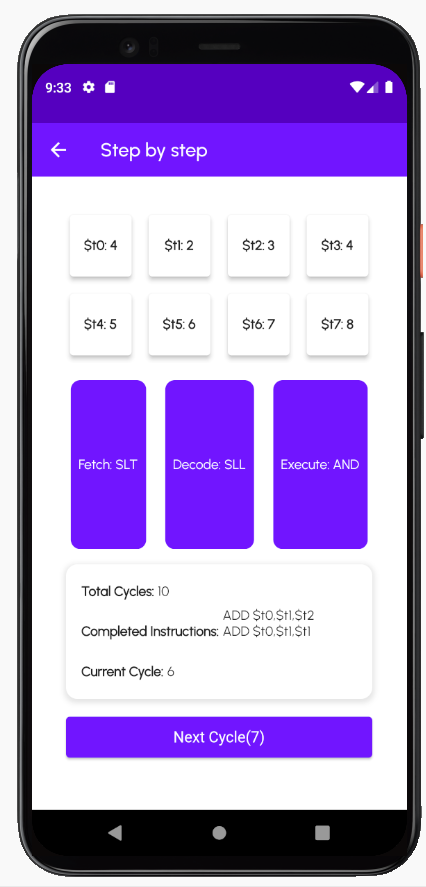 9:33
Step by step
$t0: 4
$t1: 2
$t2: 3
$t3: 4
$t4: 5
$t5: 6
$t6: 7
$t7: 8
Fetch: SLT
Decode: SLL
Execute: AND
Total Cycles: 10
ADD $t0,$t1,$t2
Completed Instructions: ADD $t0,$t1,$t1
Current Cycle: 6
Next Cycle(7)